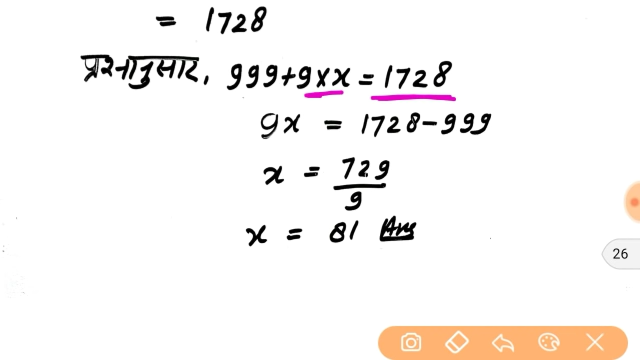 = 1728
प्रश्नानुसार, 999+9×x = 1728
9x = 1728-999
x = 729/9
x = 81 Ans
26